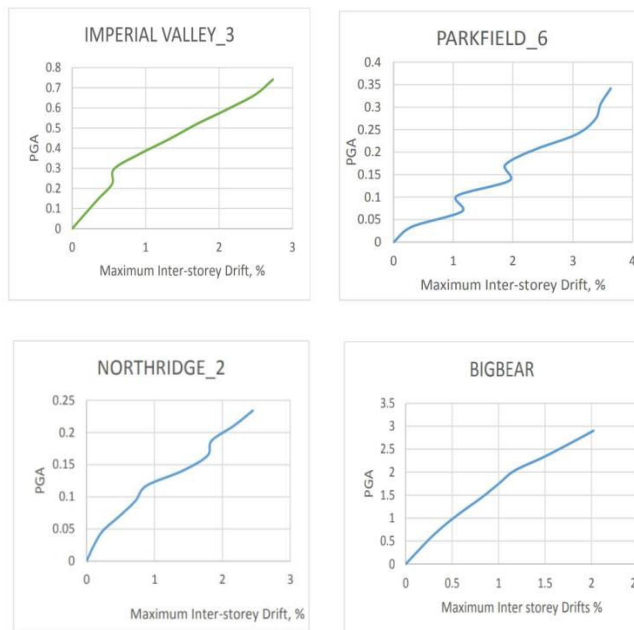 IMPERIAL VALLEY_3
0.8
0.7
0.6
0.5
0.4
0.3
0.2
0.1
0
PGA
0 1 2 3
Maximum Inter-storey Drift, %
PARKFIELD_6
0.4
0.35
0.3
0.25
0.2
0.15
0.1
0.05
0
PGA
0 1 2 3 4
Maximum Inter-storey Drift, %
NORTHRIDGE_2
0.25
0.2
0.15
0.1
0.05
0
PGA
0 1 2 3
Maximum Inter-storey Drift, %
BIGBEAR
3.5
3
2.5
2
1.5
1
0.5
0
PGA
0 0.5 1 1.5 2
Maximum Inter storey Drifts %